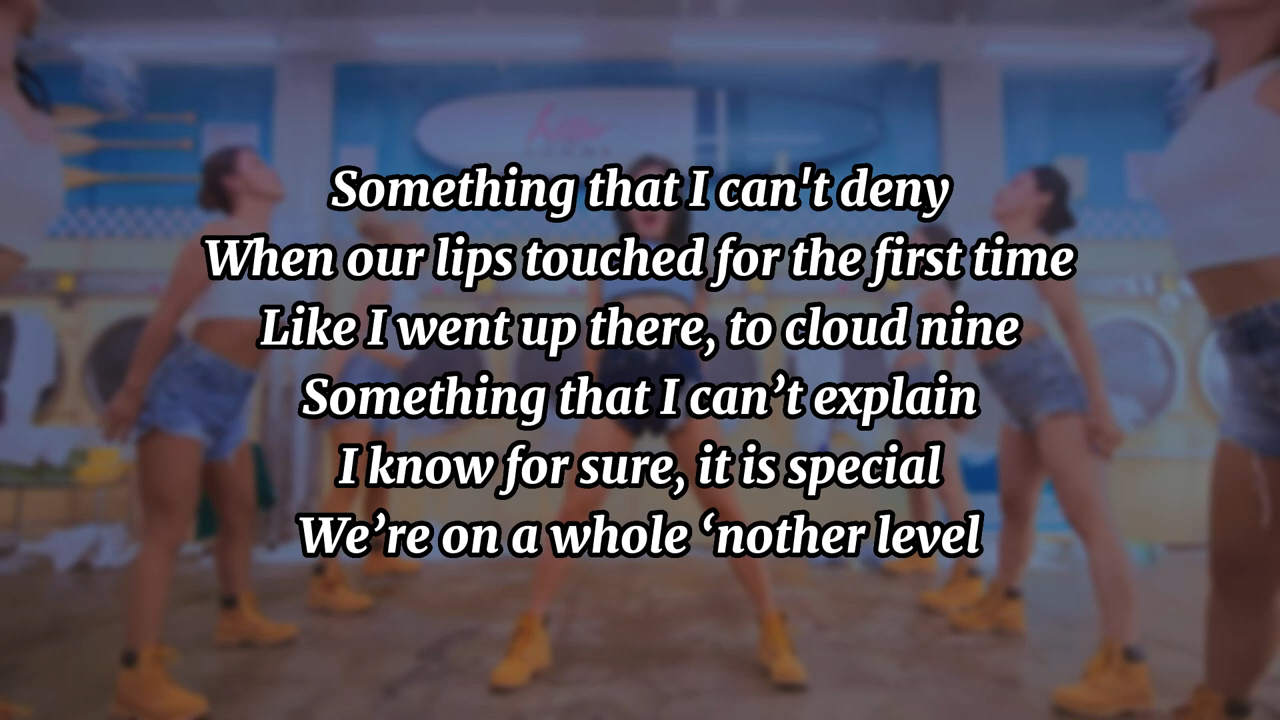 Something that I can't deny
When our lips touched for the first time
Like I went up there, to cloud nine
Something that I can’t explain
I know for sure, it is special
We’re on a whole ‘nother level